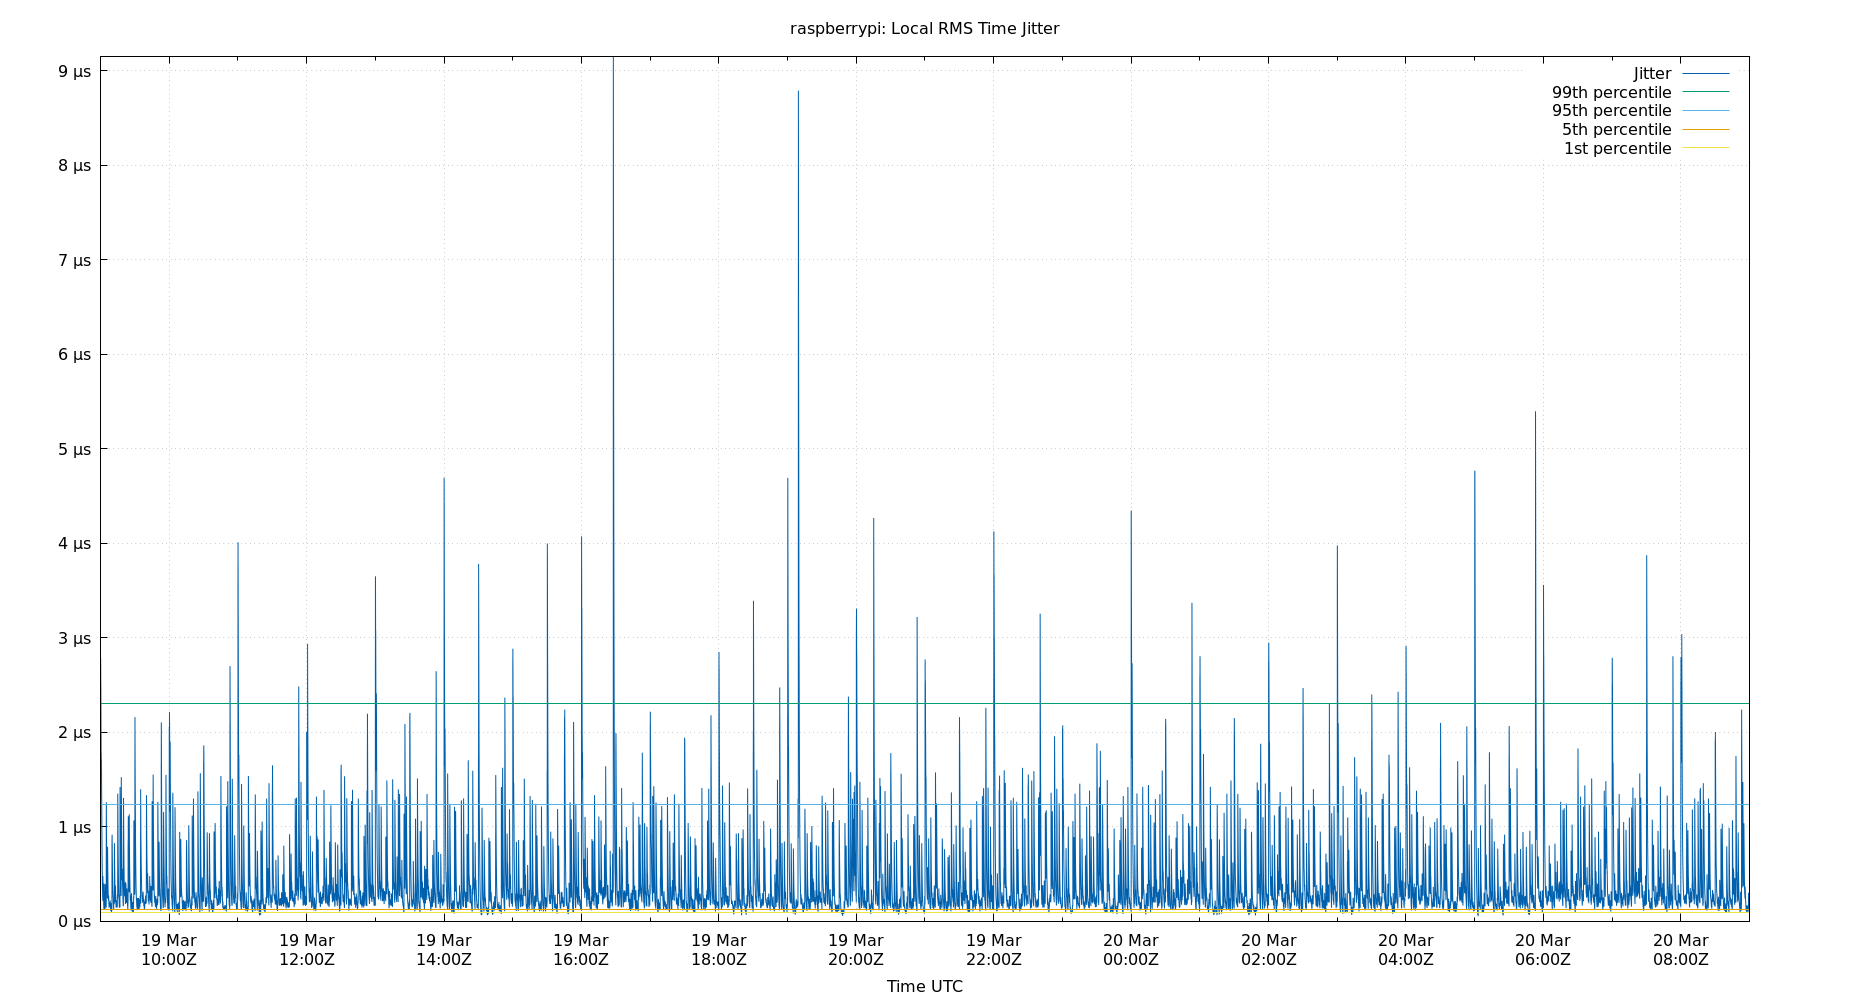 raspberrypi: Local RMS Time Jitter
Jitter
99th percentile
95th percentile
5th percentile
1st percentile
9 µs
8 µs
7 µs
6 µs
5 µs
4 µs
3 µs
2 µs
1 µs
0 µs
19 Mar 19 Mar 19 Mar 19 Mar 19 Mar 19 Mar 19 Mar 20 Mar 20 Mar 20 Mar 20 Mar 20 Mar
10:00Z 12:00Z 14:00Z 16:00Z 18:00Z 20:00Z 22:00Z 00:00Z 02:00Z 04:00Z 06:00Z 08:00Z
Time UTC